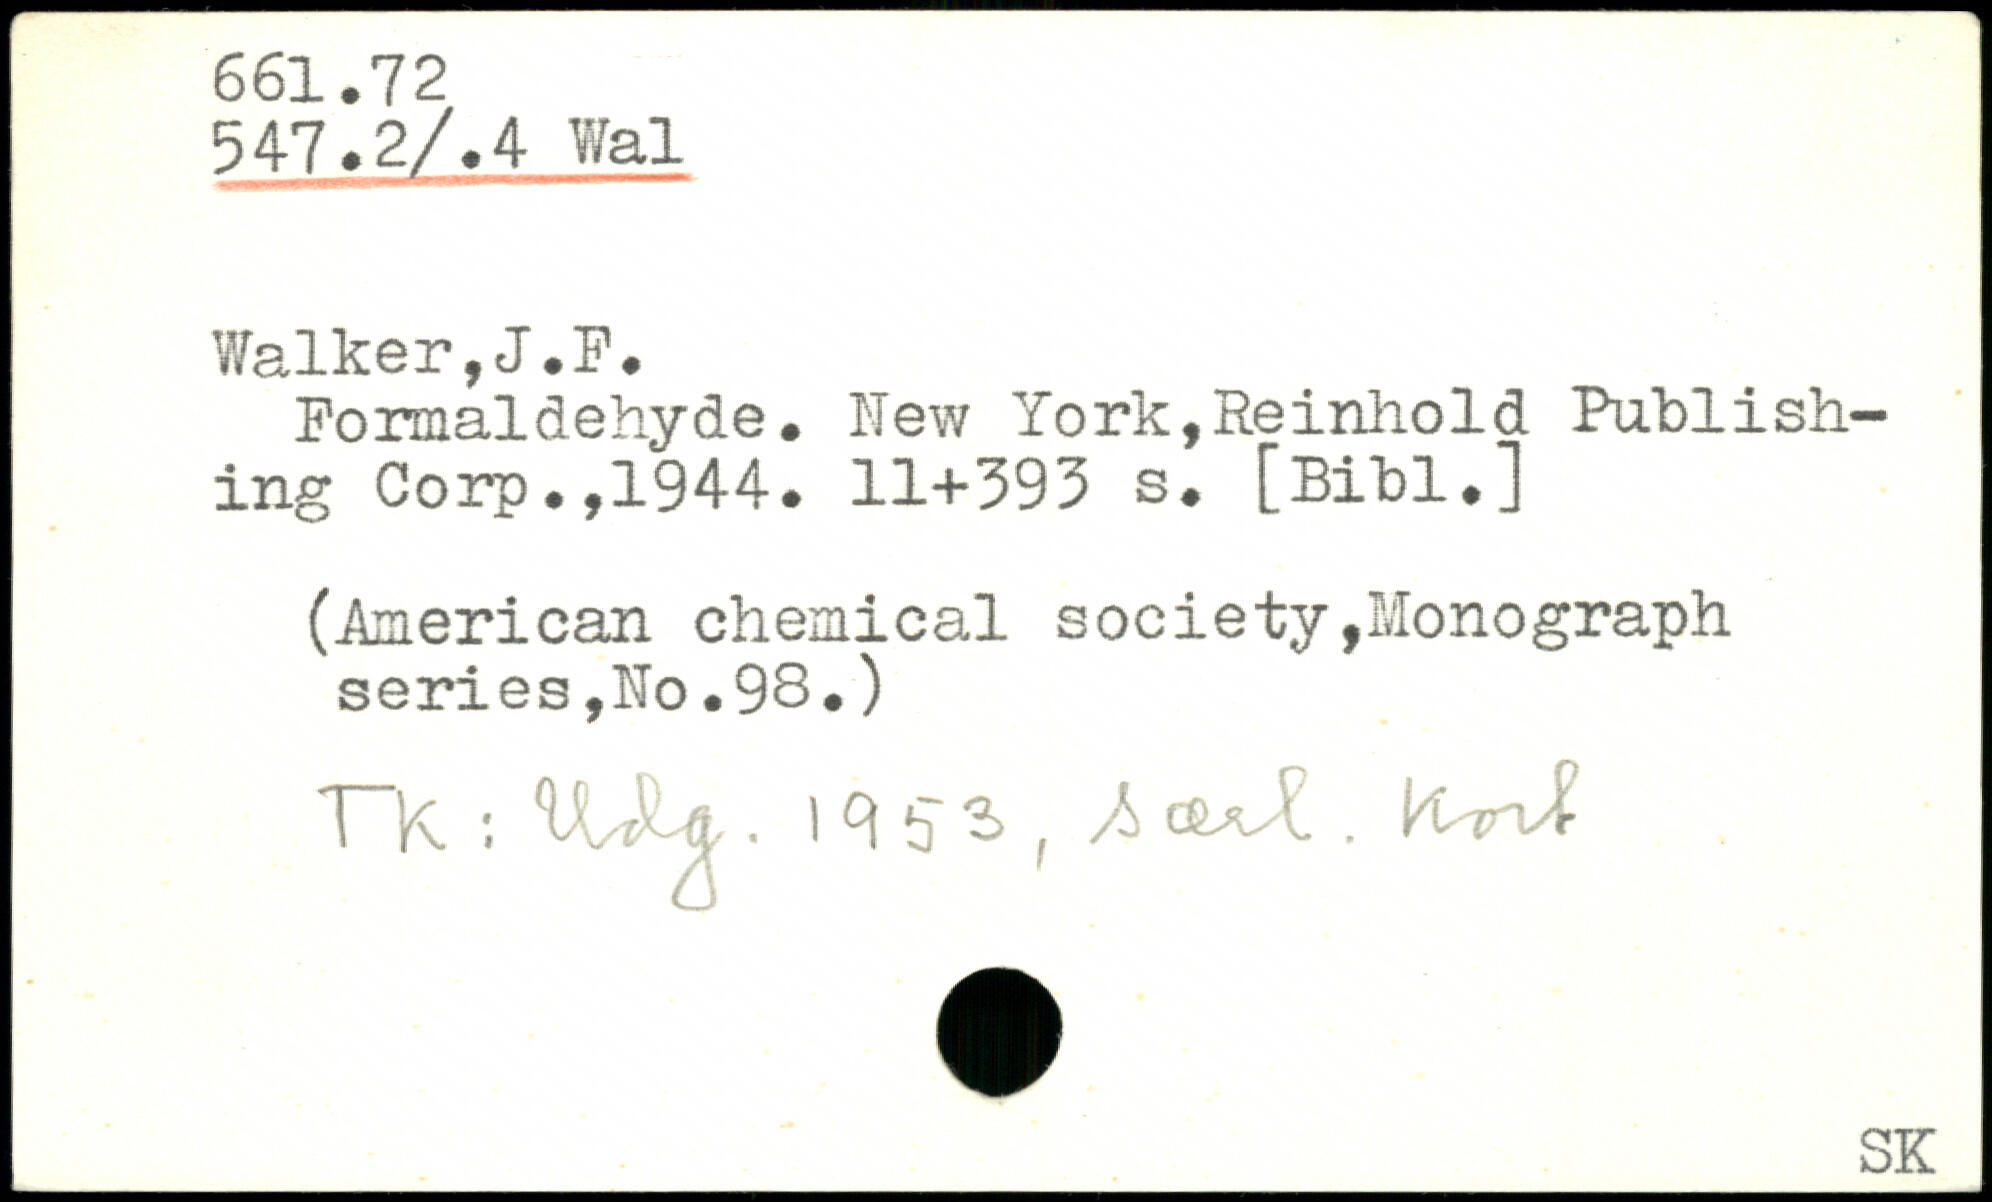 661.72
547.2/.4 Wal
Walker,J.F.
Formaldehyde. New York,Reinhold Publish-
ing Corp.,1944. 11+393 s. [Bibl.]
(American chemical society,Monograph
series,No.98.)
TK: Udg. 1953, særl. Kort
SK